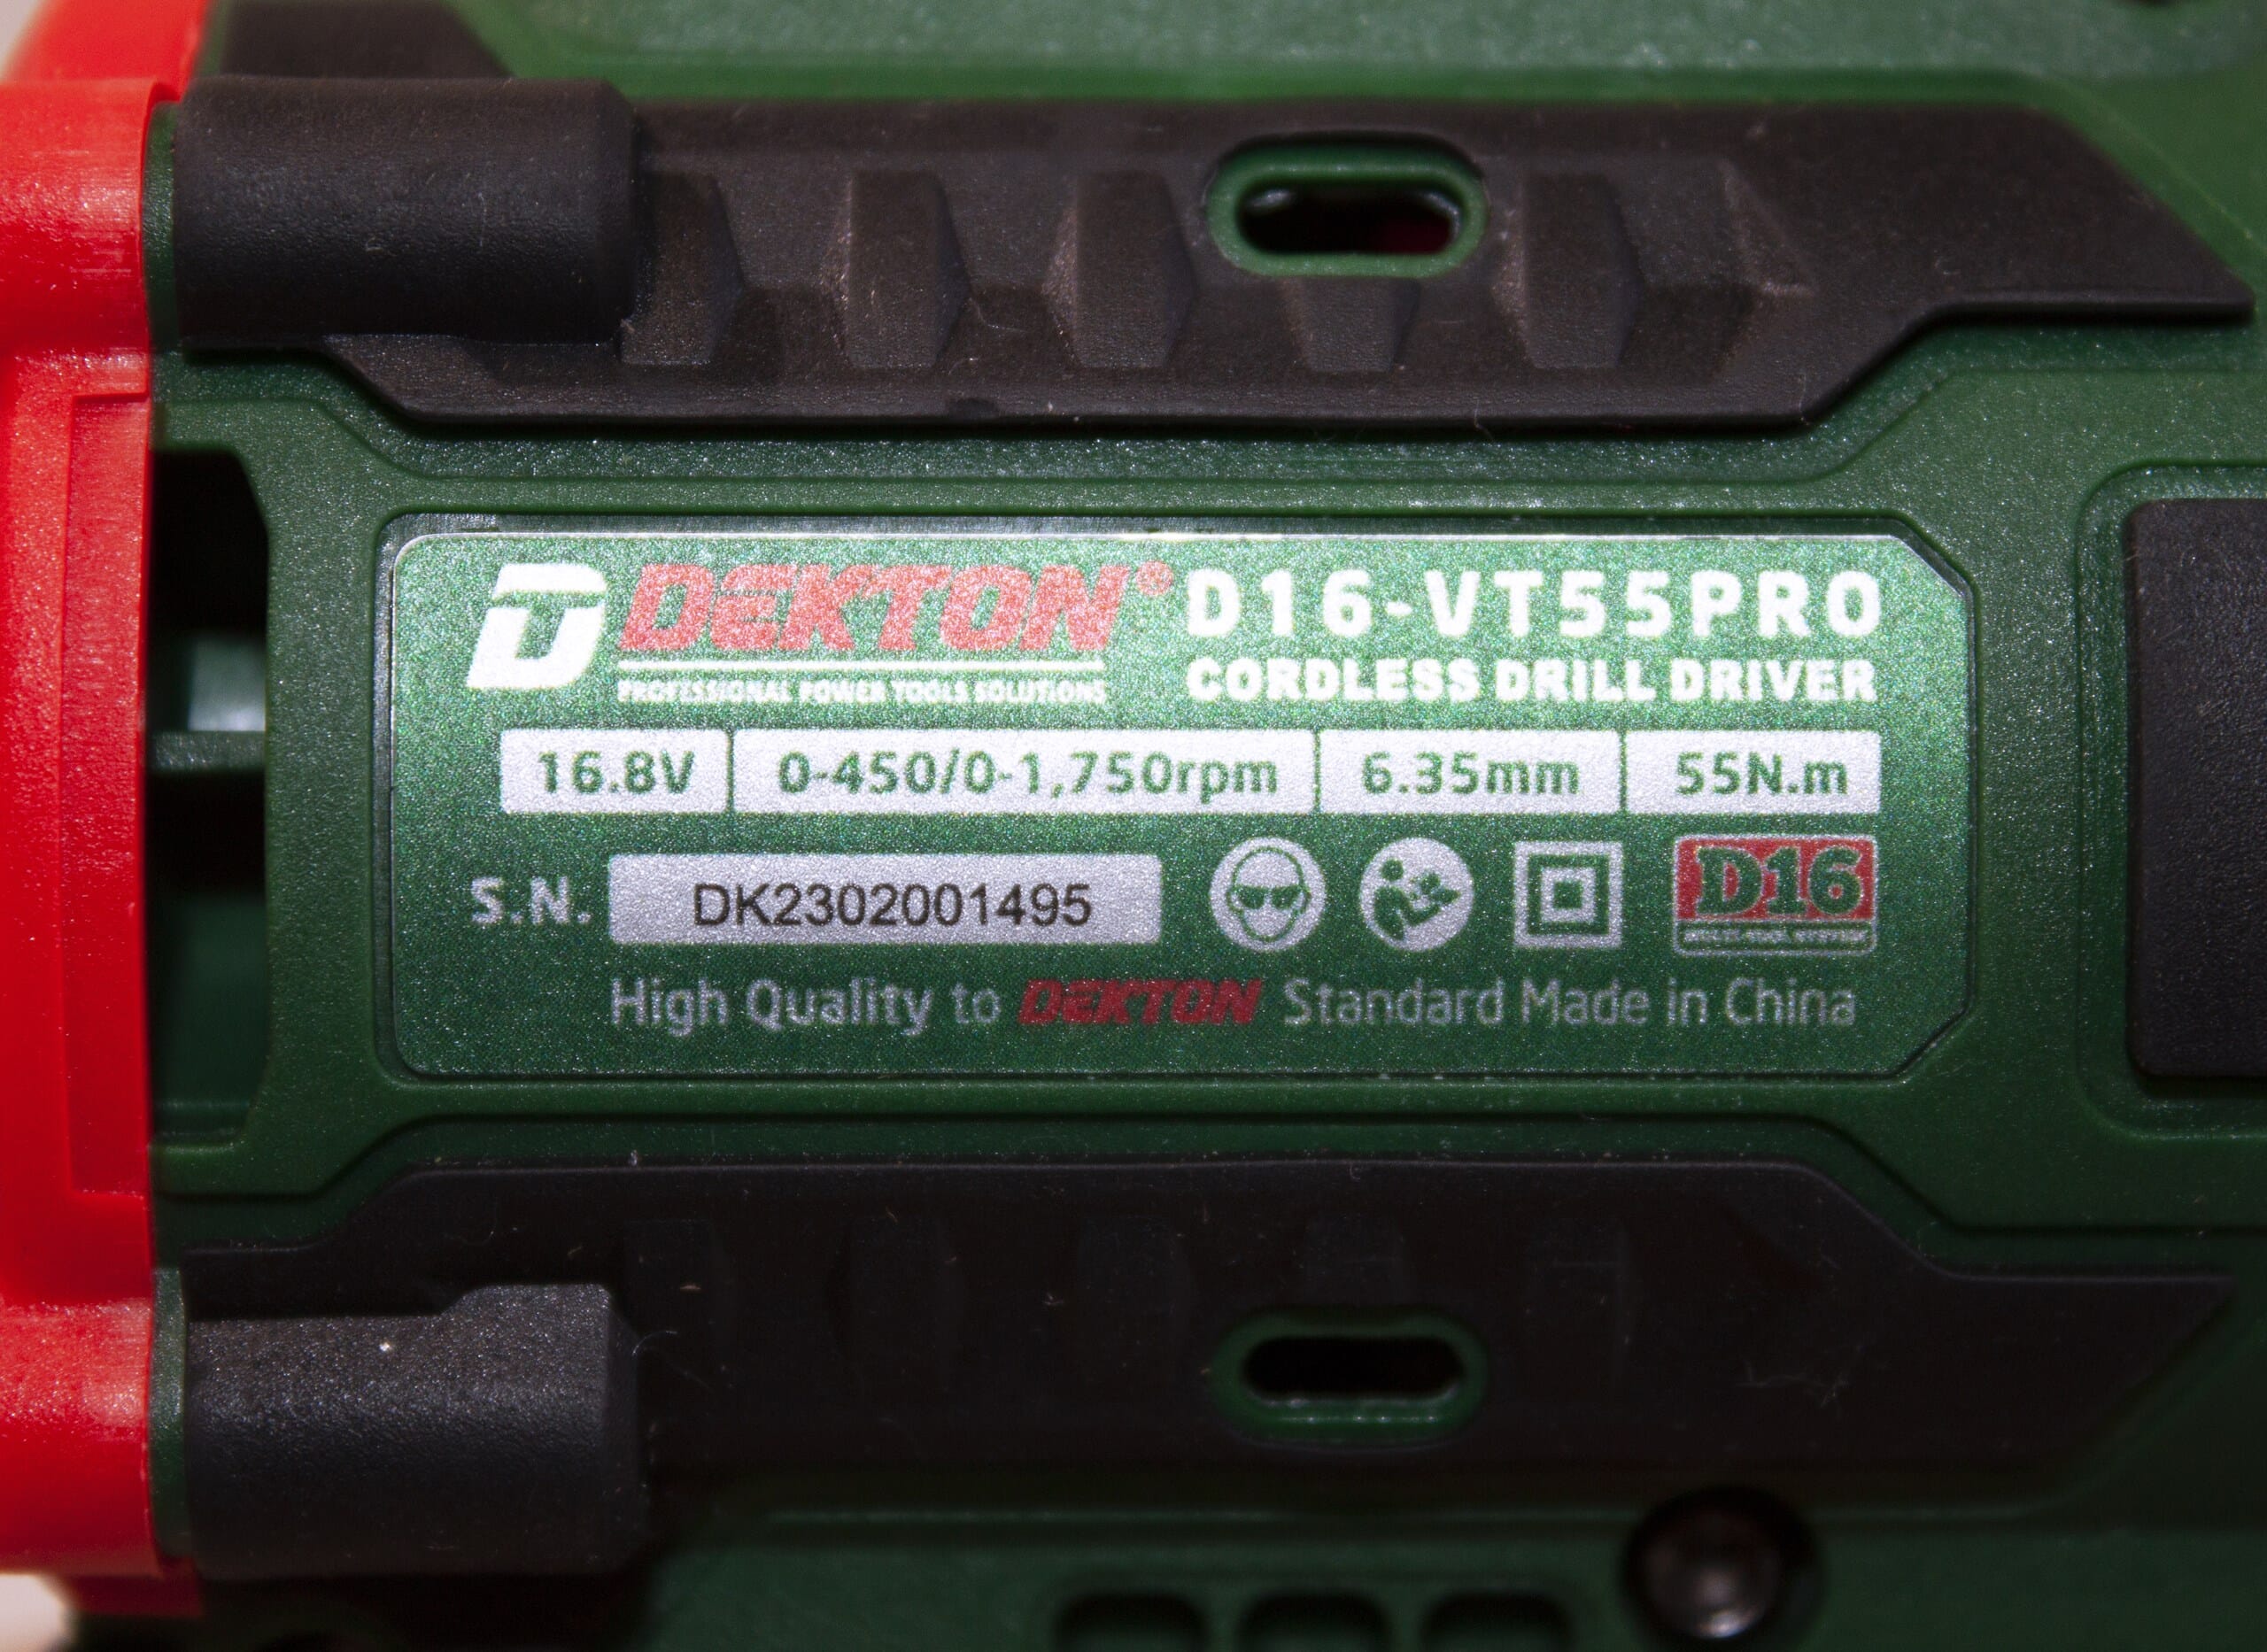 DEKTON® D16-VT55PRO
PROFESSIONAL POWER TOOLS SOLUTIONS CORDLESS DRILL DRIVER
16.8V 0-450/0-1,750rpm 6.35mm 55N.m
S.N. DK2302001495 D16
High Quality to DEKTON Standard Made in China